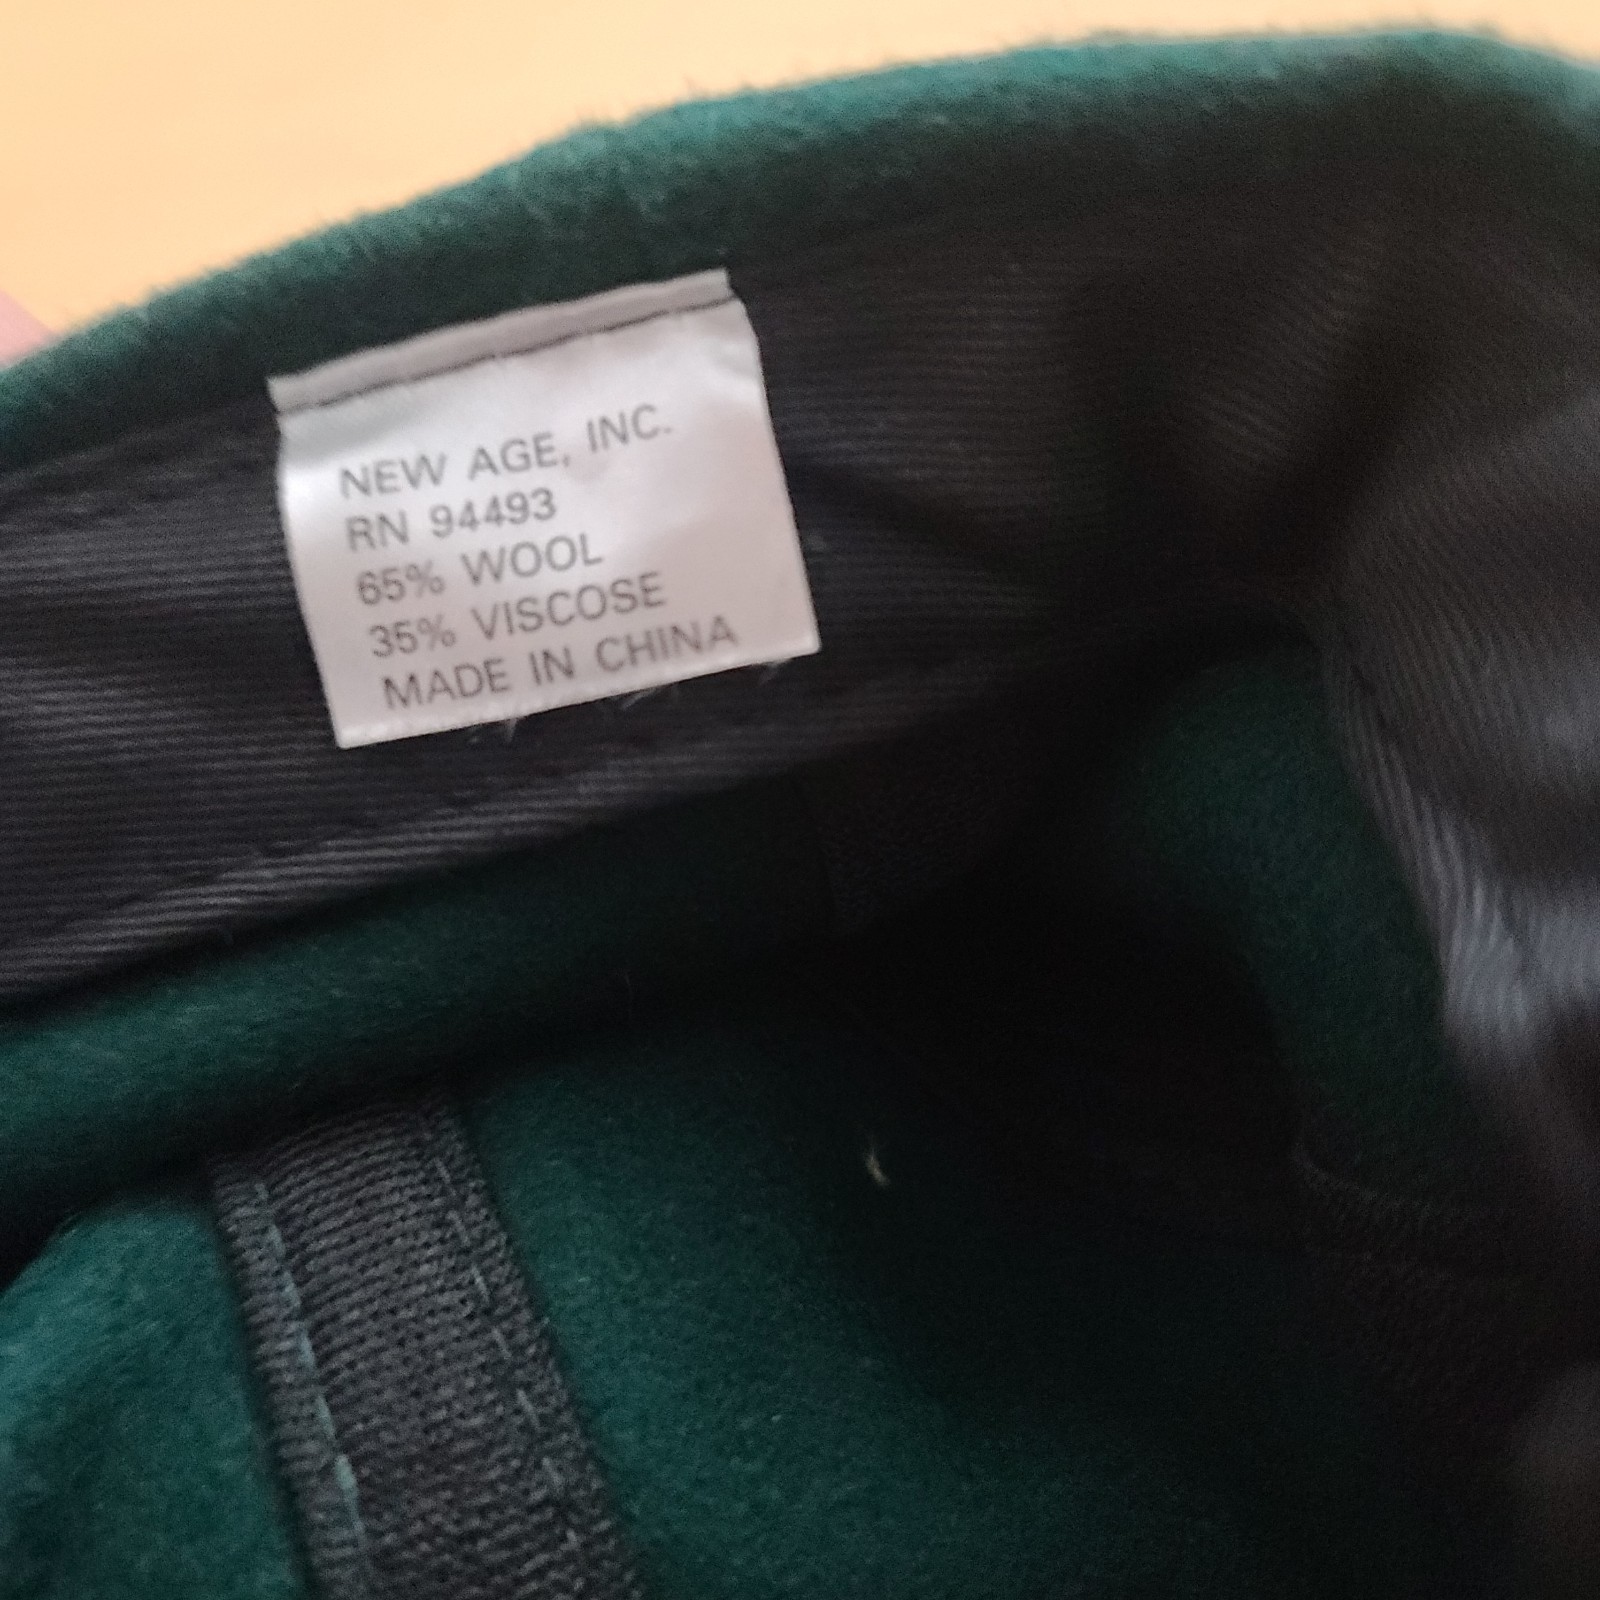 NEW AGE, INC.
RN 94493
65% WOOL
35% VISCOSE
MADE IN CHINA